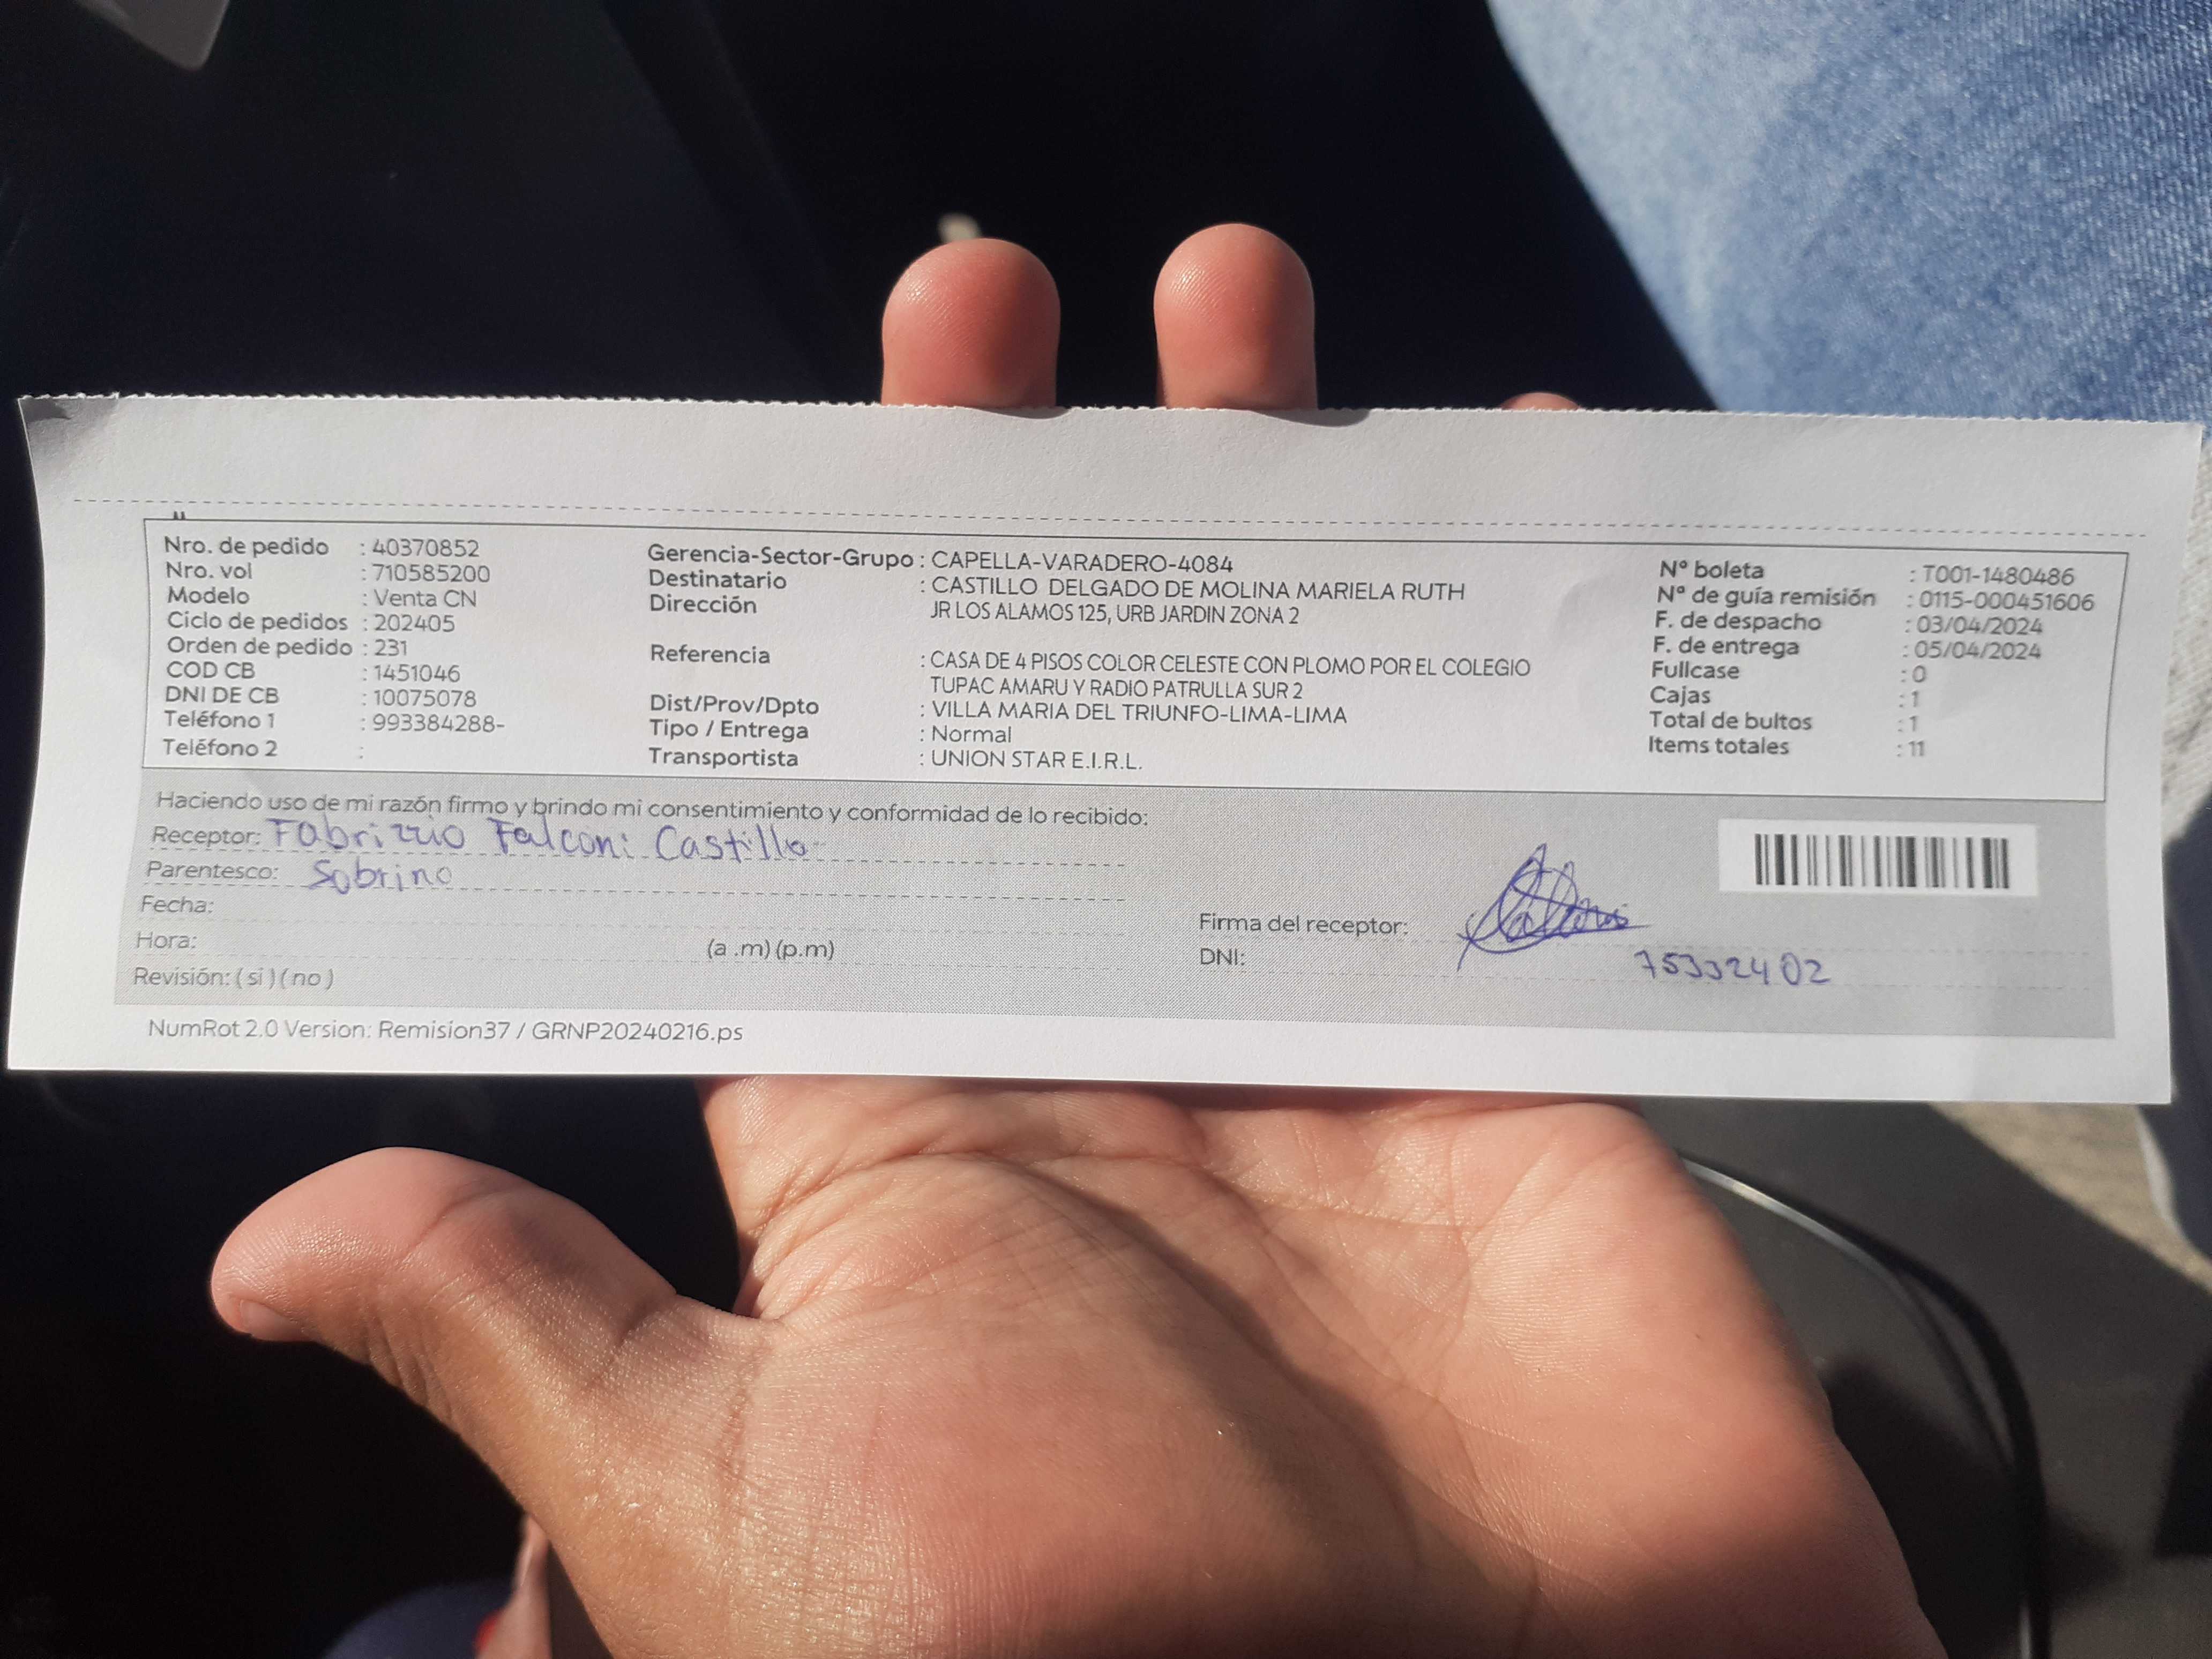 Nro. de pedido : 40370852
Nro. vol : 710585200
Modelo : Venta CN
Ciclo de pedidos : 202405
Orden de pedido : 231
COD CB : 1451046
DNI DE CB : 10075078
Teléfono 1 : 993384288-
Teléfono 2 :
Gerencia-Sector-Grupo : CAPELLA-VARADERO-4084
Destinatario : CASTILLO DELGADO DE MOLINA MARIELA RUTH
Dirección JR LOS ALAMOS 125, URB JARDIN ZONA 2
Referencia : CASA DE 4 PISOS COLOR CELESTE CON PLOMO POR EL COLEGIO
TUPAC AMARU Y RADIO PATRULLA SUR 2
Dist/Prov/Dpto : VILLA MARIA DEL TRIUNFO-LIMA-LIMA
Tipo / Entrega : Normal
Transportista : UNION STAR E.I.R.L.
N° boleta : T001-1480486
N° de guía remisión : 0115-000451606
F. de despacho : 03/04/2024
F. de entrega : 05/04/2024
Fullcase : 0
Cajas : 1
Total de bultos : 1
Items totales : 11
Haciendo uso de mi razón firmo y brindo mi consentimiento y conformidad de lo recibido:
Receptor: Fabrizzio Falconi Castillo
Parentesco: Sobrino
Fecha:
Hora: (a .m) (p.m)
Revisión: ( si ) ( no )
Firma del receptor:
DNI: 75332402
NumRot 2.0 Version: Remision37 / GRNP20240216.ps